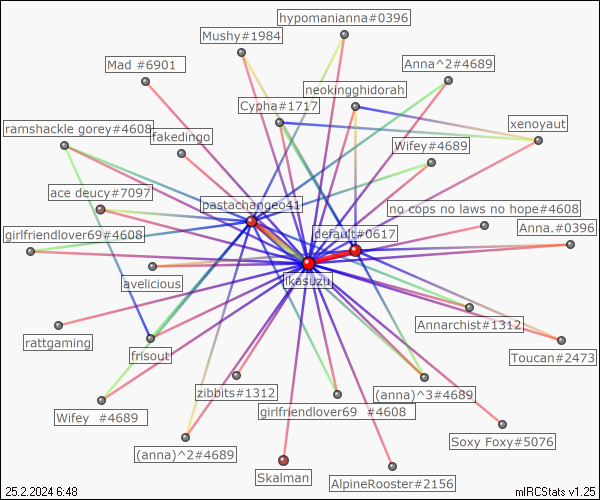 hypomanianna#0396
Mushy#1984
Mad #6901
Anna^2#4689
neokingghidorah
Cypha#1717
xenoyaut
ramshackle gorey#4608
fakedingo
Wifey#4689
ace deucy#7097
pastachangeo41
no cops no laws no hope#4608
girlfriendlover69#4608
default#0617
Anna.#0396
ikasuzu
avelicious
Annarchist#1312
rattgaming
frisout
Toucan#2473
zibbits#1312
(anna)^3#4689
Wifey #4689
girlfriendlover69 #4608
(anna)^2#4689
Soxy Foxy#5076
Skalman
AlpineRooster#2156
25.2.2024 6:48
mIRCStats v1.25